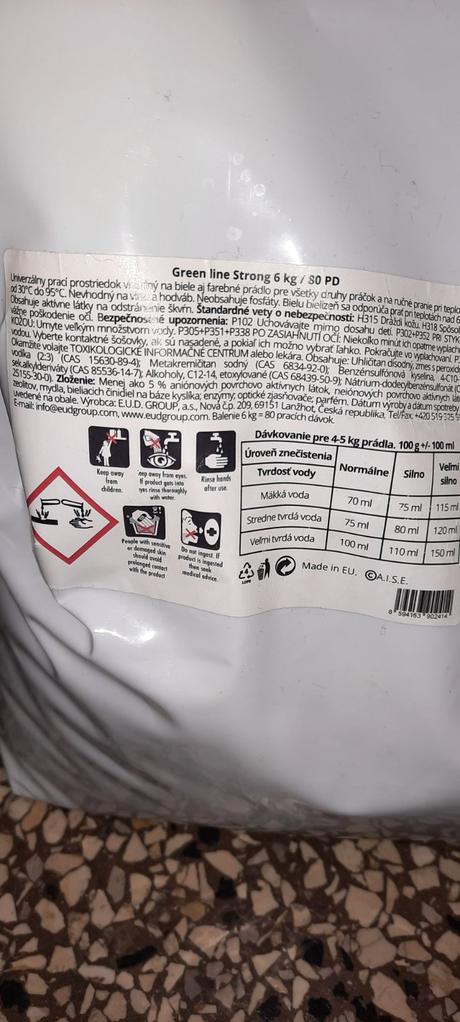 Green line Strong 6 kg / 80 PD
Univerzálny prací prostriedok vhodný na biele aj farebné prádlo pre všetky druhy práčok a na ručné pranie pri
od 30°C do 95°C. Nevhodný na vlnu a hodváb. Neobsahuje fosfáty. Bielu bielizeň sa odporúča prať pri teplotách nad
Obsahuje aktívne látky na odstránenie škvŕn. Štandardné vety o nebezpečnosti: H315 Dráždi kožu. H318
vážne poškodenie očí. Bezpečnostné upozornenia: P102 Uchovávajte mimo dosahu detí. P302+P352 PRI
KOŽOU: Umyte veľkým množstvom vody. P305+P351+P338 PO ZASIAHNUTÍ OČÍ: Niekoľko minút ich opatrne
vodou. Vyberte kontaktné šošovky, ak sú nasadené, a pokiaľ ich možno vybrať ľahko. Pokračujte vo vyplachovaní.
Okamžite volajte TOXIKOLOGICKÉ INFORMAČNÉ CENTRUM alebo lekára. Obsahuje: Uhličitan disodný, zmes s
vodíka (2:3) (CAS 15630-89-4); Metakremičitan sodný (CAS 6834-92-0); Benzénsulfónová kyselina, 4-C10-
sek.alkylderiváty (CAS 85536-14-7); Alkoholy, C12-14, etoxylované (CAS 68439-50-9); Nátrium-dodecylbenzénsulfonát
25155-30-0). Zloženie: Menej ako 5 % aniónových povrchovo aktívnych látok, neiónových povrchovo aktívnych
zeolitov, mydla, bieliacich činidiel na báze kyslíka; enzýmy; optické zjasňovače; parfém. Dátum výroby a dátum spotreby
uvedené na obale. Výrobca: E.U.D. GROUP, a.s., Nová č.p. 209, 69151 Lanžhot, Česká republika. Tel/Fax: +420 519
E-mail: info@eudgroup.com, www.eudgroup.com. Balenie 6 kg = 80 pracích dávok.
Keep away
from
children.
Keep away from eyes.
If product gets into
eyes rinse thoroughly
with water.
Rinse hands
after use.
People with sensitive
or damaged skin
should avoid
prolonged contact
with the product
Do not ingest. If
product is ingested
then seek
medical advice.
Dávkovanie pre 4-5 kg prádla. 100 g +/- 100 ml
Úroveň znečistenia
Tvrdosť vody
Normálne
Silno
Veľmi
silno
Mäkká voda 70 ml 75 ml 115 ml
Stredne tvrdá voda 75 ml 80 ml 120 ml
Veľmi tvrdá voda 100 ml 110 ml 150 ml
LDPE
Made in EU. ©A.I.S.E.
8 594163 902414